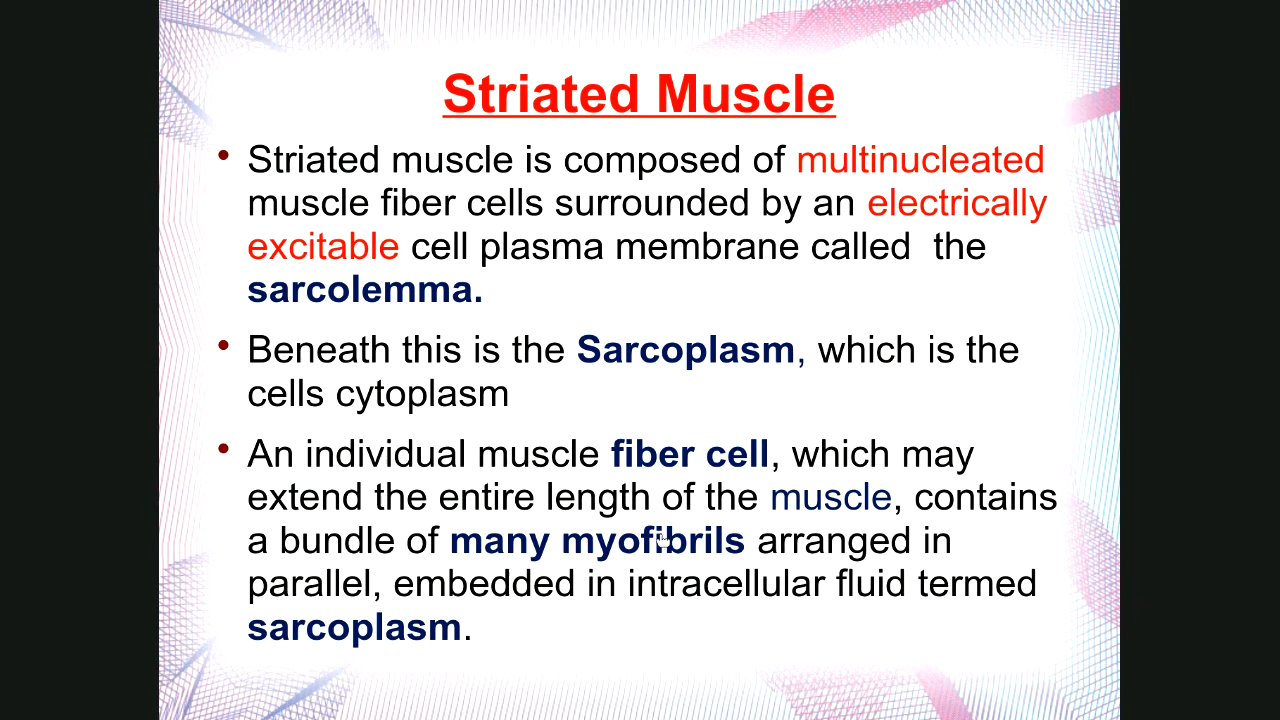 Striated Muscle
• Striated muscle is composed of multinucleated
muscle fiber cells surrounded by an electrically
excitable cell plasma membrane called  the
sarcolemma.
• Beneath this is the Sarcoplasm, which is the
cells cytoplasm
• An individual muscle fiber cell, which may
extend the entire length of the muscle, contains
a bundle of many myofibrils arranged in
parallel, embedded in intracellular fluid termed
sarcoplasm.